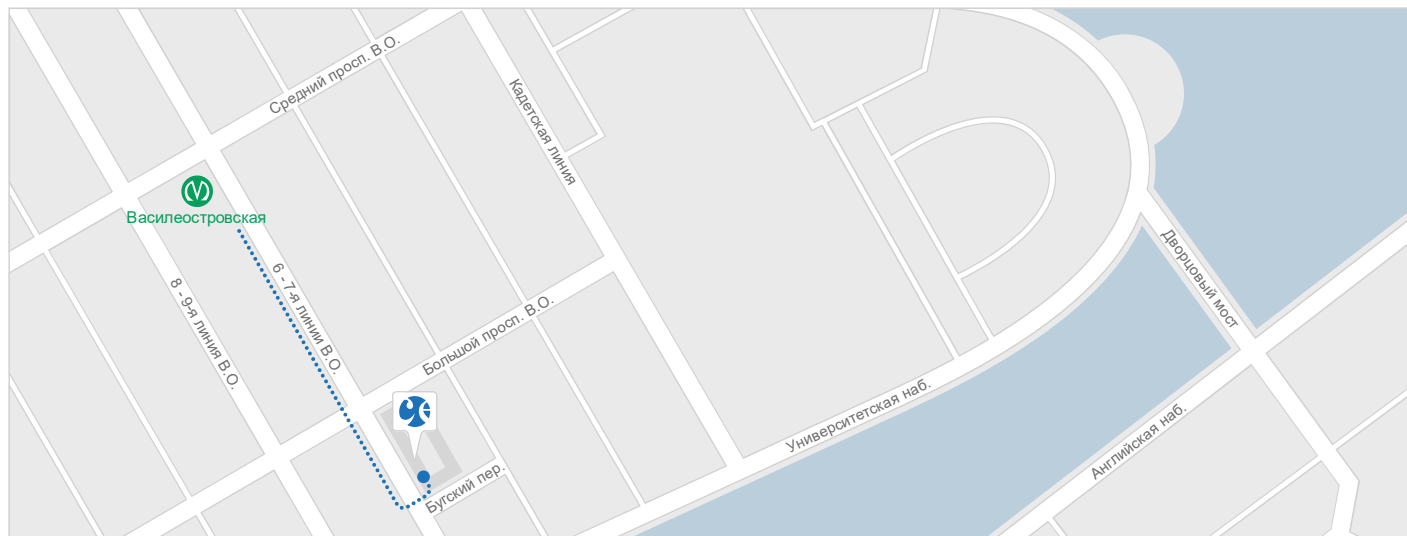 Средний просп. В.О.
Кадетская линия
Василеостровская
6 - 7-я линии В.О.
8 - 9-я линия В.О.
Дворцовый мост
Большой просп. В.О.
Университетская наб.
Английская наб.
Бугский пер.